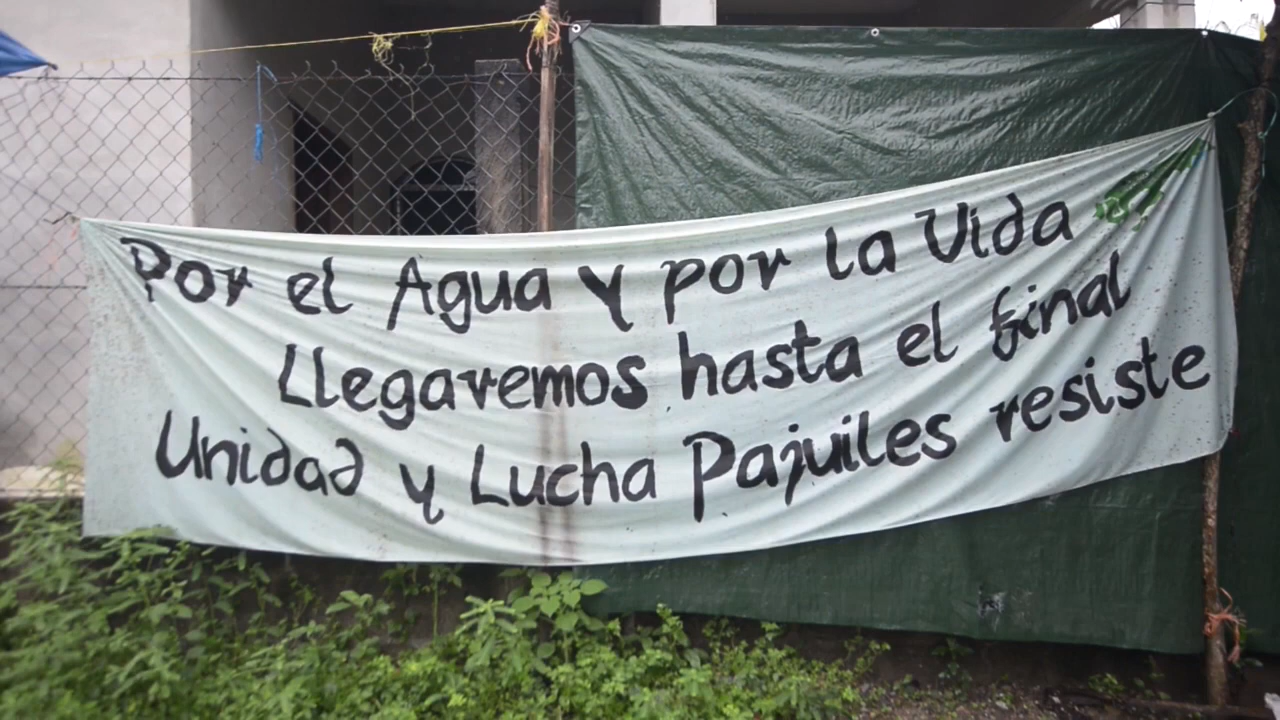 Por el Agua y por la Vida
Llegaremos hasta el final
Unidad y Lucha Pajuiles resiste